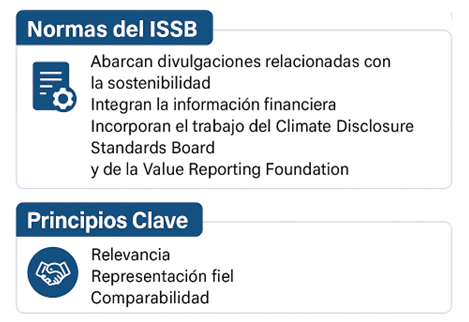 Normas del ISSB
Abarcan divulgaciones relacionadas con
la sostenibilidad
Integran la información financiera
Incorporan el trabajo del Climate Disclosure
Standards Board
y de la Value Reporting Foundation
Principios Clave
Relevancia
Representación fiel
Comparabilidad